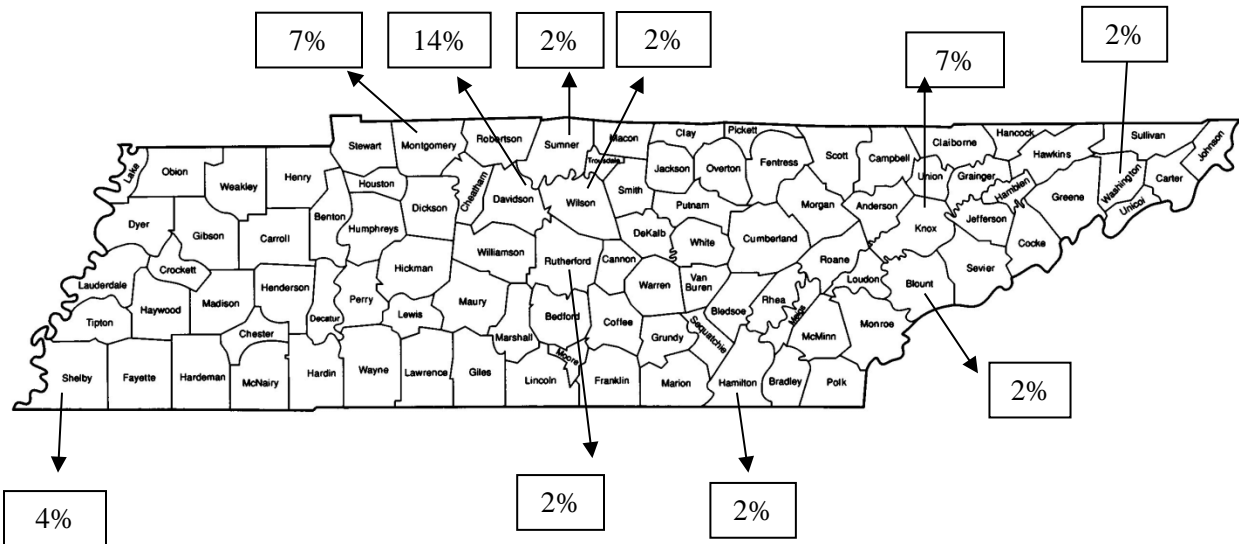 7%
14%
2%
2%
7%
2%
Lake
Obion
Weakley
Henry
Stewart
Montgomery
Robertson
Sumner
Macon
Trousdale
Clay
Pickett
Fentress
Scott
Campbell
Claiborne
Hancock
Hawkins
Sullivan
Johnson
Carter
Washington
Unicoi
Greene
Hamblen
Grainger
Union
Jefferson
Cocke
Dyer
Gibson
Carroll
Benton
Houston
Humphreys
Dickson
Cheatham
Davidson
Wilson
Smith
Jackson
Overton
Putnam
DeKalb
White
Cumberland
Morgan
Anderson
Knox
Sevier
Blount
Loudon
Roane
Lauderdale
Crockett
Haywood
Madison
Henderson
Decatur
Perry
Hickman
Lewis
Maury
Williamson
Rutherford
Cannon
Warren
Van
Buren
Bledsoe
Rhea
Meigs
McMinn
Monroe
Tipton
Chester
Marshall
Bedford
Coffee
Grundy
Sequatchie
Moore
Shelby
Fayette
Hardeman
McNairy
Hardin
Wayne
Lawrence
Giles
Lincoln
Franklin
Marion
Hamilton
Bradley
Polk
2%
4%
2%
2%